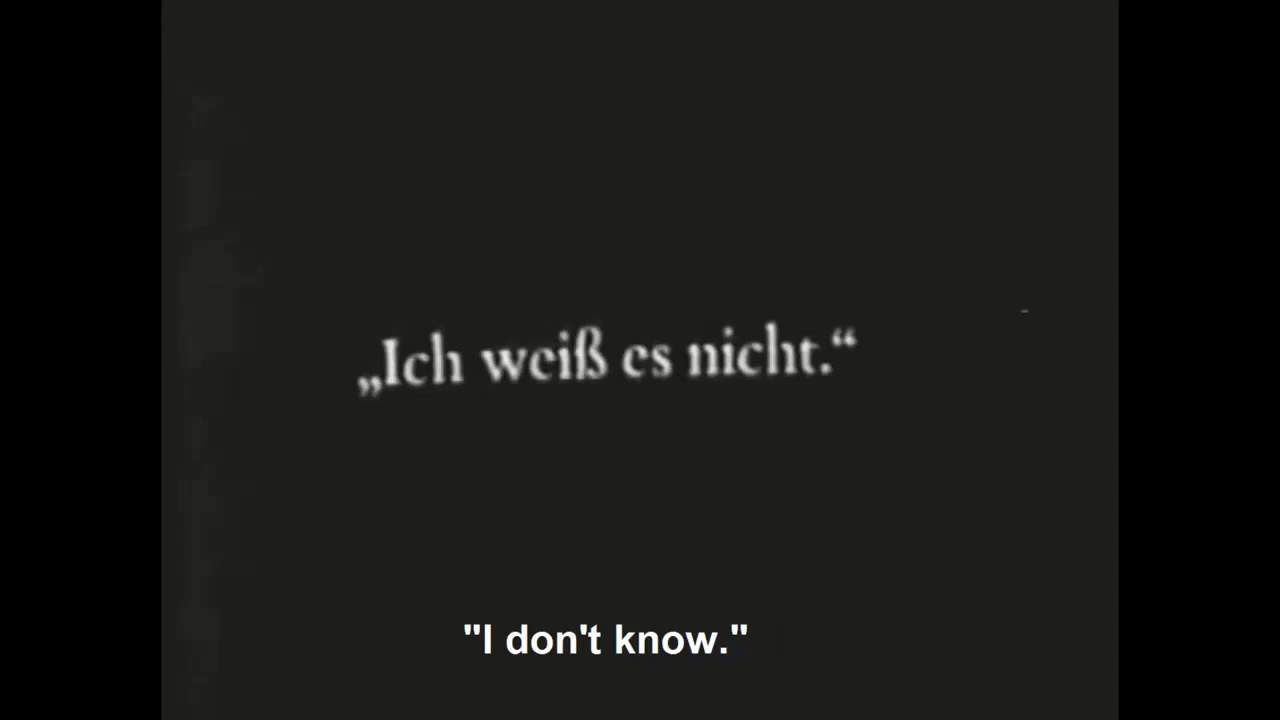 „Ich weiß es nicht.“
"I don't know."